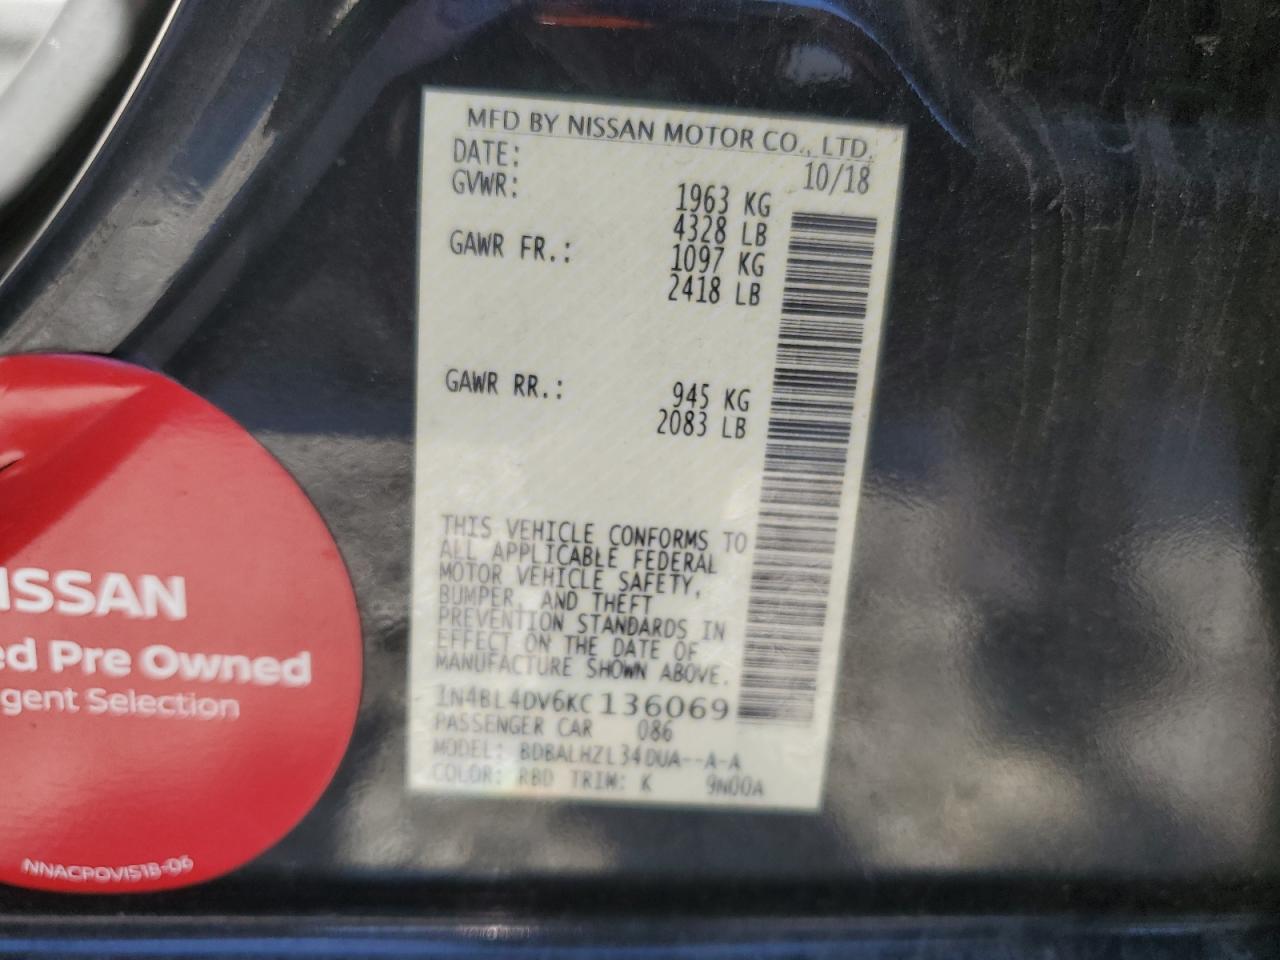 MFD BY NISSAN MOTOR CO., LTD.
DATE: 10/18
GVWR: 1963 KG
4328 LB
GAWR FR.: 1097 KG
2418 LB
GAWR RR.: 945 KG
2083 LB
THIS VEHICLE CONFORMS TO
ALL APPLICABLE FEDERAL
MOTOR VEHICLE SAFETY,
BUMPER, AND THEFT
PREVENTION STANDARDS IN
EFFECT ON THE DATE OF
MANUFACTURE SHOWN ABOVE.
1N4BL4DV6KC136069
PASSENGER CAR 086
MODEL: BDBALHZL34DUA--A-A
COLOR: RBD TRIM: K 9N00A
ISSAN
ed Pre Owned
gent Selection
NNACPOVIS1B-06